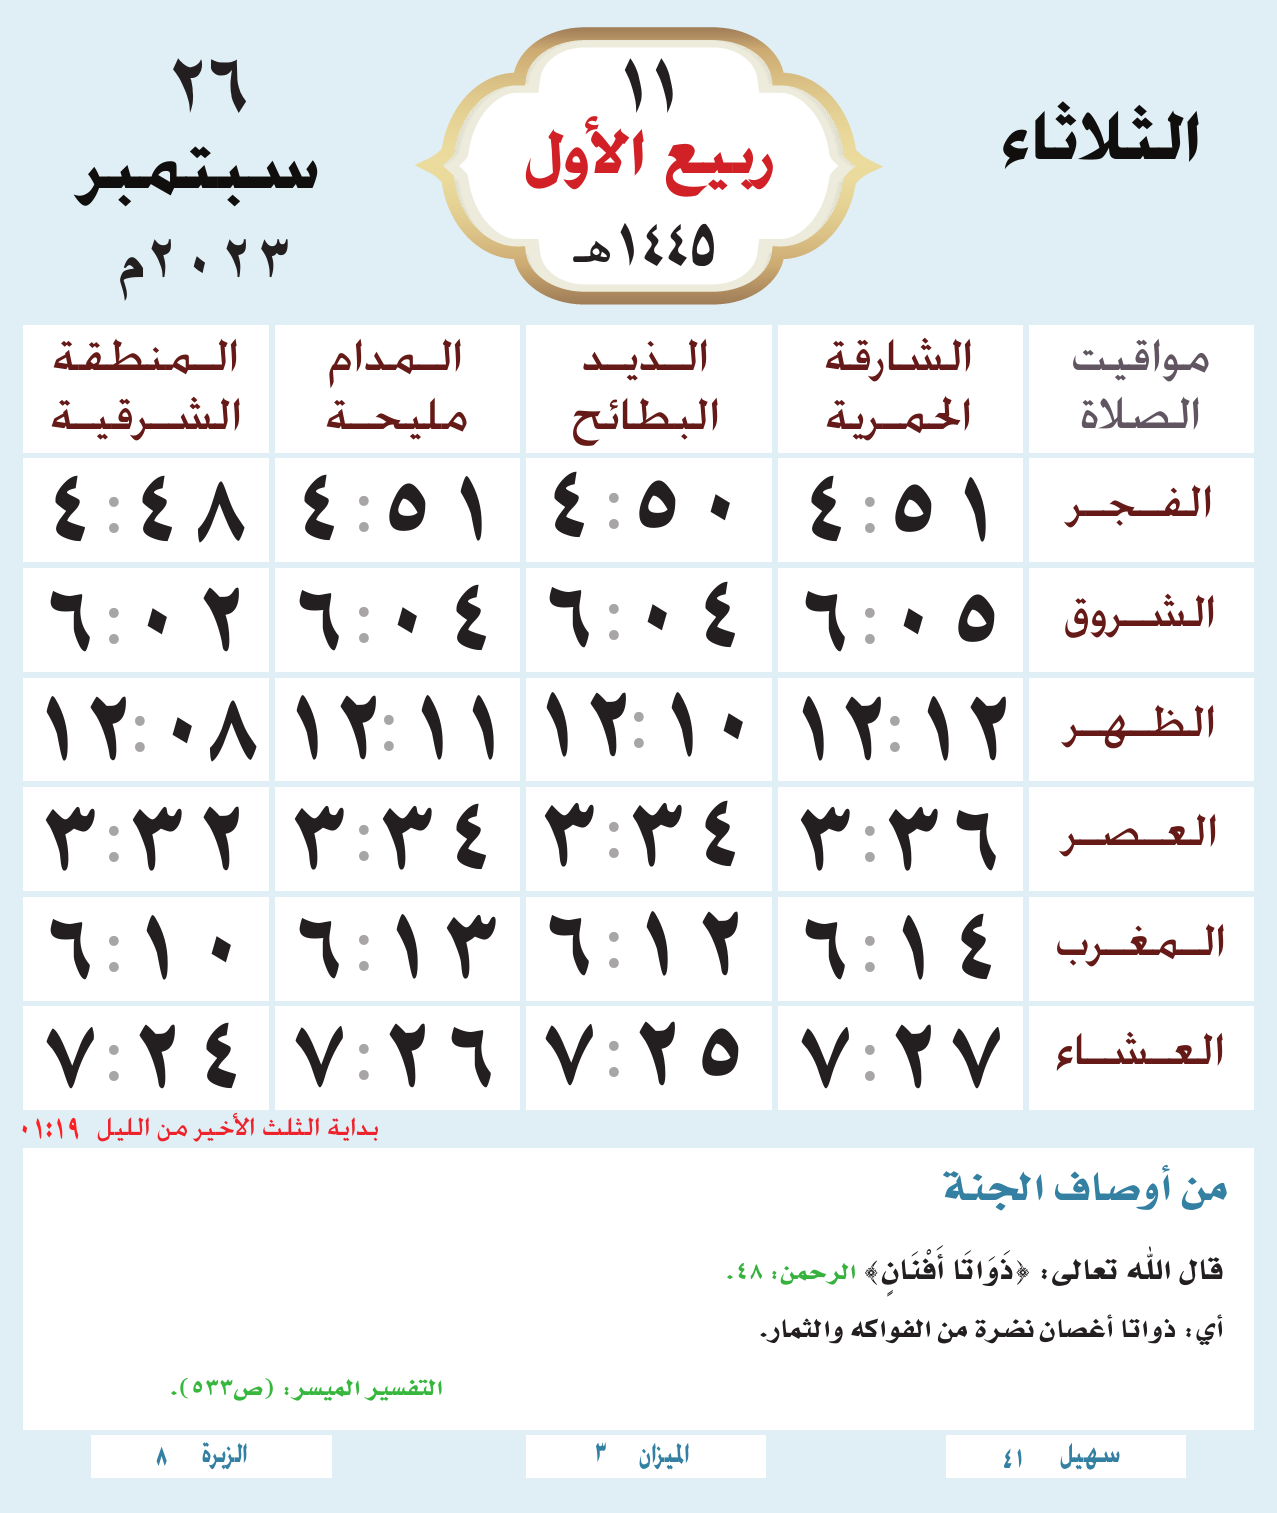 الثلاثاء
١١
ربيع الأول
١٤٤٥هـ
٢٦
سبتمبر
٢٠٢٣م
مواقيت الصلاة	الشارقة الحمرية	الذيد البطائح	المدام مليحة	المنطقة الشرقية
الفجر	٤:٥١	٤:٥٠	٤:٥١	٤:٤٨
الشروق	٦:٠٥	٦:٠٤	٦:٠٤	٦:٠٢
الظهر	١٢:١٢	١٢:١٠	١٢:١١	١٢:٠٨
العصر	٣:٣٦	٣:٣٤	٣:٣٤	٣:٣٢
المغرب	٦:١٤	٦:١٢	٦:١٣	٦:١٠
العشاء	٧:٢٧	٧:٢٥	٧:٢٦	٧:٢٤
بداية الثلث الأخير من الليل ٠١:١٩
من أوصاف الجنة
قال الله تعالى: ﴿ذَوَاتَا أَفْنَانٍ﴾ الرحمن: ٤٨.
أي: ذواتا أغصان نضرة من الفواكه والثمار.
التفسير الميسر: (ص٥٣٣).
سهيل ٤١	الميزان ٣	الزبرة ٨